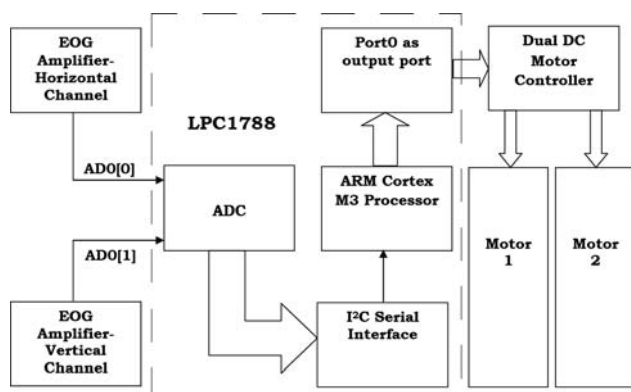 EOG
Amplifier-
Horizontal
Channel
AD0[0]
LPC1788
ADC
AD0[1]
EOG
Amplifier-
Vertical
Channel
Port0 as
output port
ARM Cortex
M3 Processor
I²C Serial
Interface
Dual DC
Motor
Controller
Motor
1
Motor
2